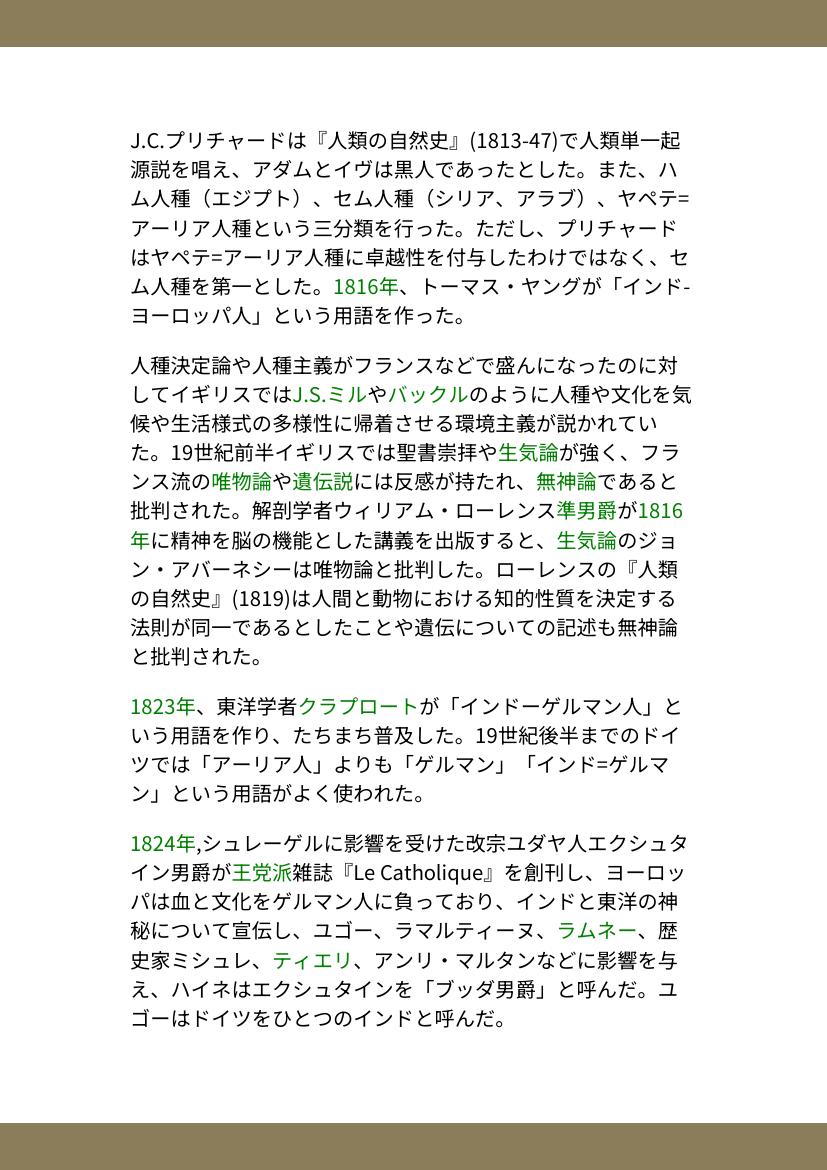 J.C.プリチャードは『人類の自然史』(1813-47)で人類単一起
源説を唱え、アダムとイヴは黒人であったとした。また、ハ
ム人種（エジプト）、セム人種（シリア、アラブ）、ヤペテ=
アーリア人種という三分類を行った。ただし、プリチャード
はヤペテ=アーリア人種に卓越性を付与したわけではなく、セ
ム人種を第一とした。1816年、トーマス・ヤングが「インド-
ヨーロッパ人」という用語を作った。
人種決定論や人種主義がフランスなどで盛んになったのに対
してイギリスではJ.S.ミルやバックルのように人種や文化を気
候や生活様式の多様性に帰着させる環境主義が説かれてい
た。19世紀前半イギリスでは聖書崇拝や生気論が強く、フラ
ンス流の唯物論や遺伝説には反感が持たれ、無神論であると
批判された。解剖学者ウィリアム・ローレンス準男爵が1816
年に精神を脳の機能とした講義を出版すると、生気論のジョ
ン・アバーネシーは唯物論と批判した。ローレンスの『人類
の自然史』(1819)は人間と動物における知的性質を決定する
法則が同一であるとしたことや遺伝についての記述も無神論
と批判された。
1823年、東洋学者クラプロートが「インドーゲルマン人」と
いう用語を作り、たちまち普及した。19世紀後半までのドイ
ツでは「アーリア人」よりも「ゲルマン」「インド=ゲルマ
ン」という用語がよく使われた。
1824年,シュレーゲルに影響を受けた改宗ユダヤ人エクシュタ
イン男爵が王党派雑誌『Le Catholique』を創刊し、ヨーロッ
パは血と文化をゲルマン人に負っており、インドと東洋の神
秘について宣伝し、ユゴー、ラマルティーヌ、ラムネー、歴
史家ミシュレ、ティエリ、アンリ・マルタンなどに影響を与
え、ハイネはエクシュタインを「ブッダ男爵」と呼んだ。ユ
ゴーはドイツをひとつのインドと呼んだ。